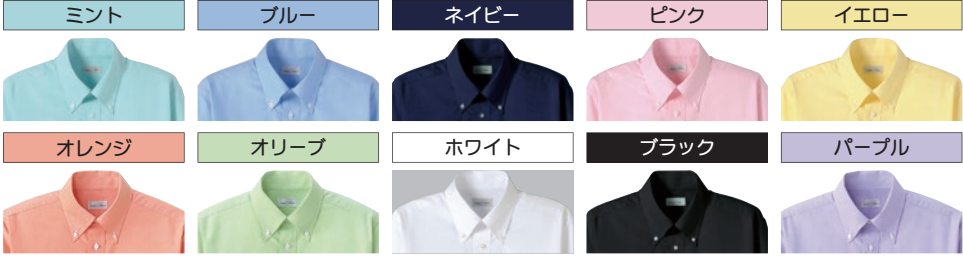 ミント
ブルー
ネイビー
ピンク
イエロー
オレンジ
オリーブ
ホワイト
ブラック
パープル